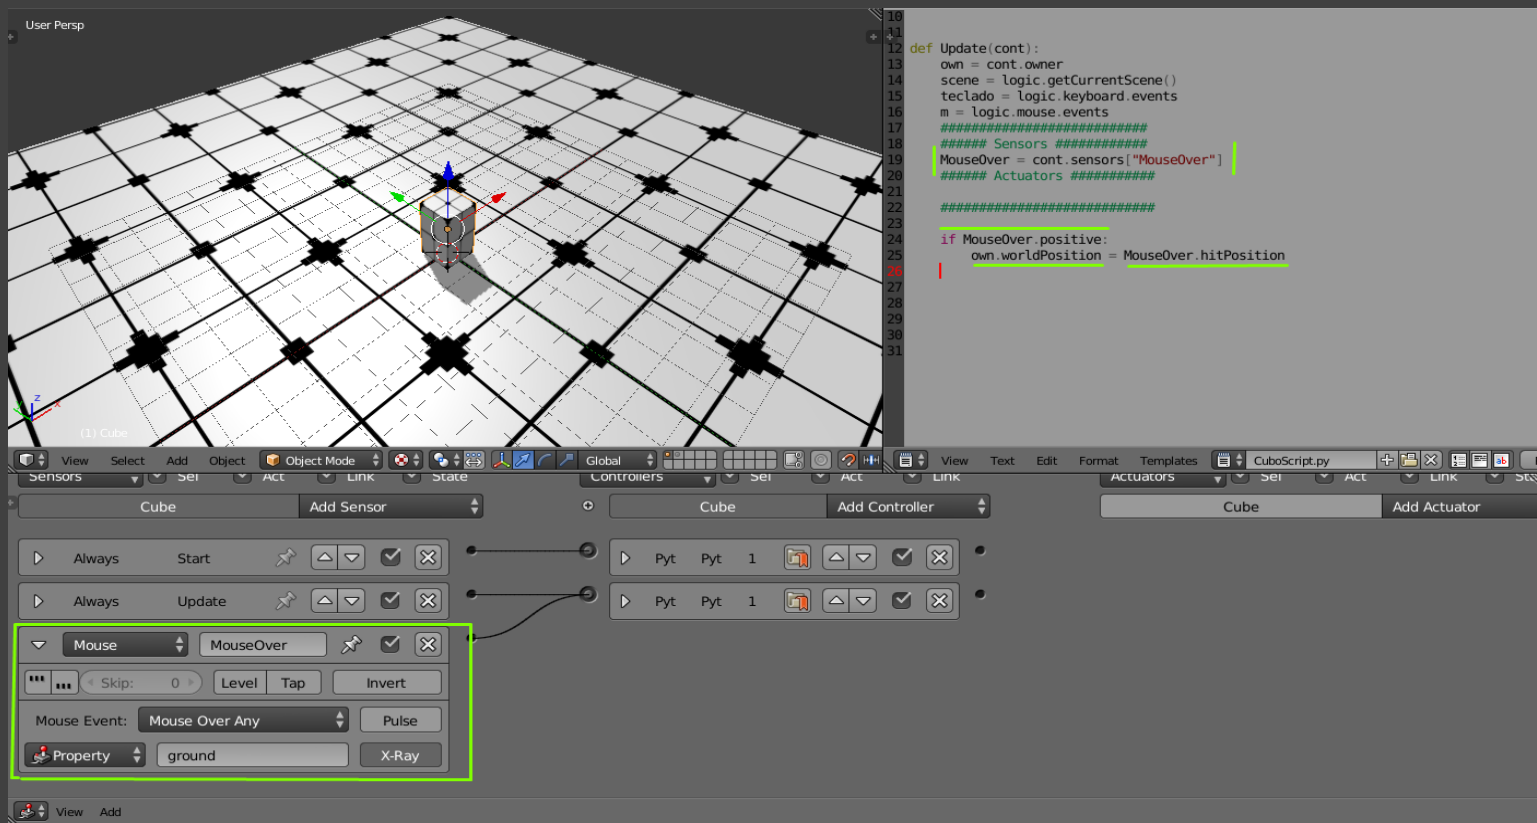 User Persp
(1) Cube
z
x
View Select Add Object Object Mode Global
10
11
12 def Update(cont):
13 own = cont.owner
14 scene = logic.getCurrentScene()
15 teclado = logic.keyboard.events
16 m = logic.mouse.events
17 ###########################
18 ###### Sensors ############
19 MouseOver = cont.sensors["MouseOver"]
20 ###### Actuators ###########
21
22 ############################
23
24 if MouseOver.positive:
25 own.worldPosition = MouseOver.hitPosition
26
27
28
29
30
31
View Text Edit Format Templates CuboScript.py
Sensors Sel Act Link State
Cube Add Sensor
Always Start
Always Update
Mouse MouseOver
Skip: 0 Level Tap Invert
Mouse Event: Mouse Over Any Pulse
Property ground X-Ray
Controllers Sel Act Link
Cube Add Controller
Pyt Pyt 1
Pyt Pyt 1
Actuators Sel Act Link
Cube Add Actuator
View Add